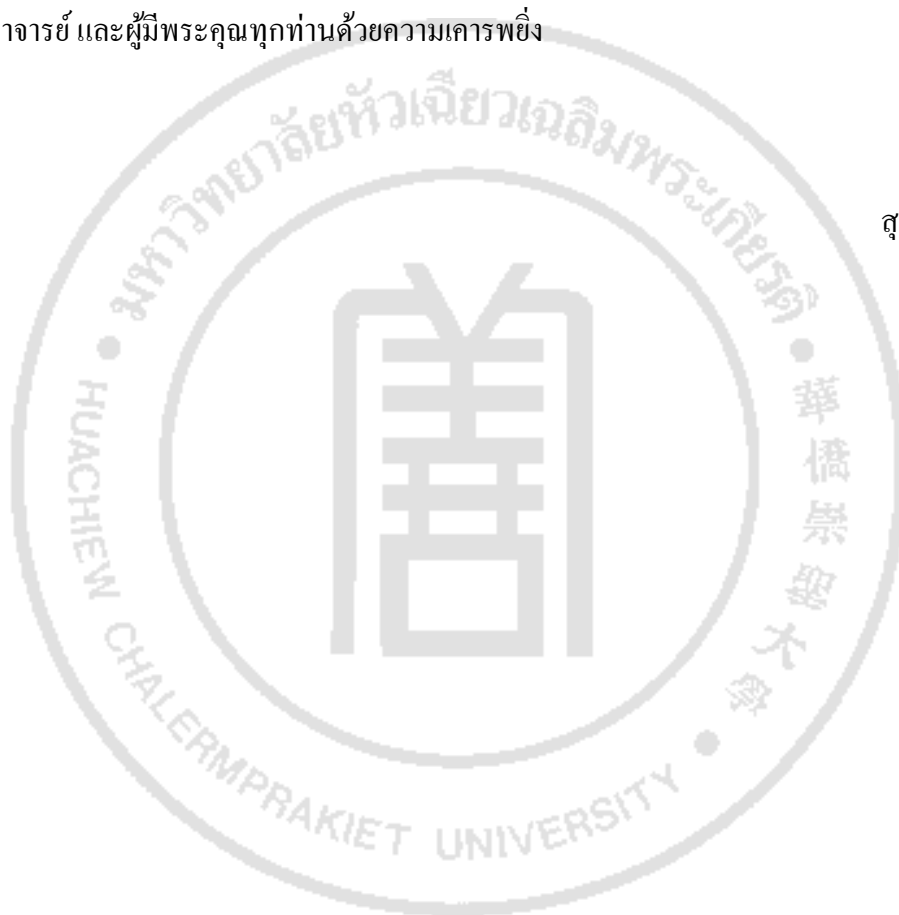 าจารย์ และผู้มีพระคุณทุกท่านด้วยความเคารพยิ่ง
มหาวิทยาลัยหัวเฉียวเฉลิมพระเกียรติ
สุ
華僑崇聖大學
HUACHIEW CHALERMPRAKIET UNIVERSITY